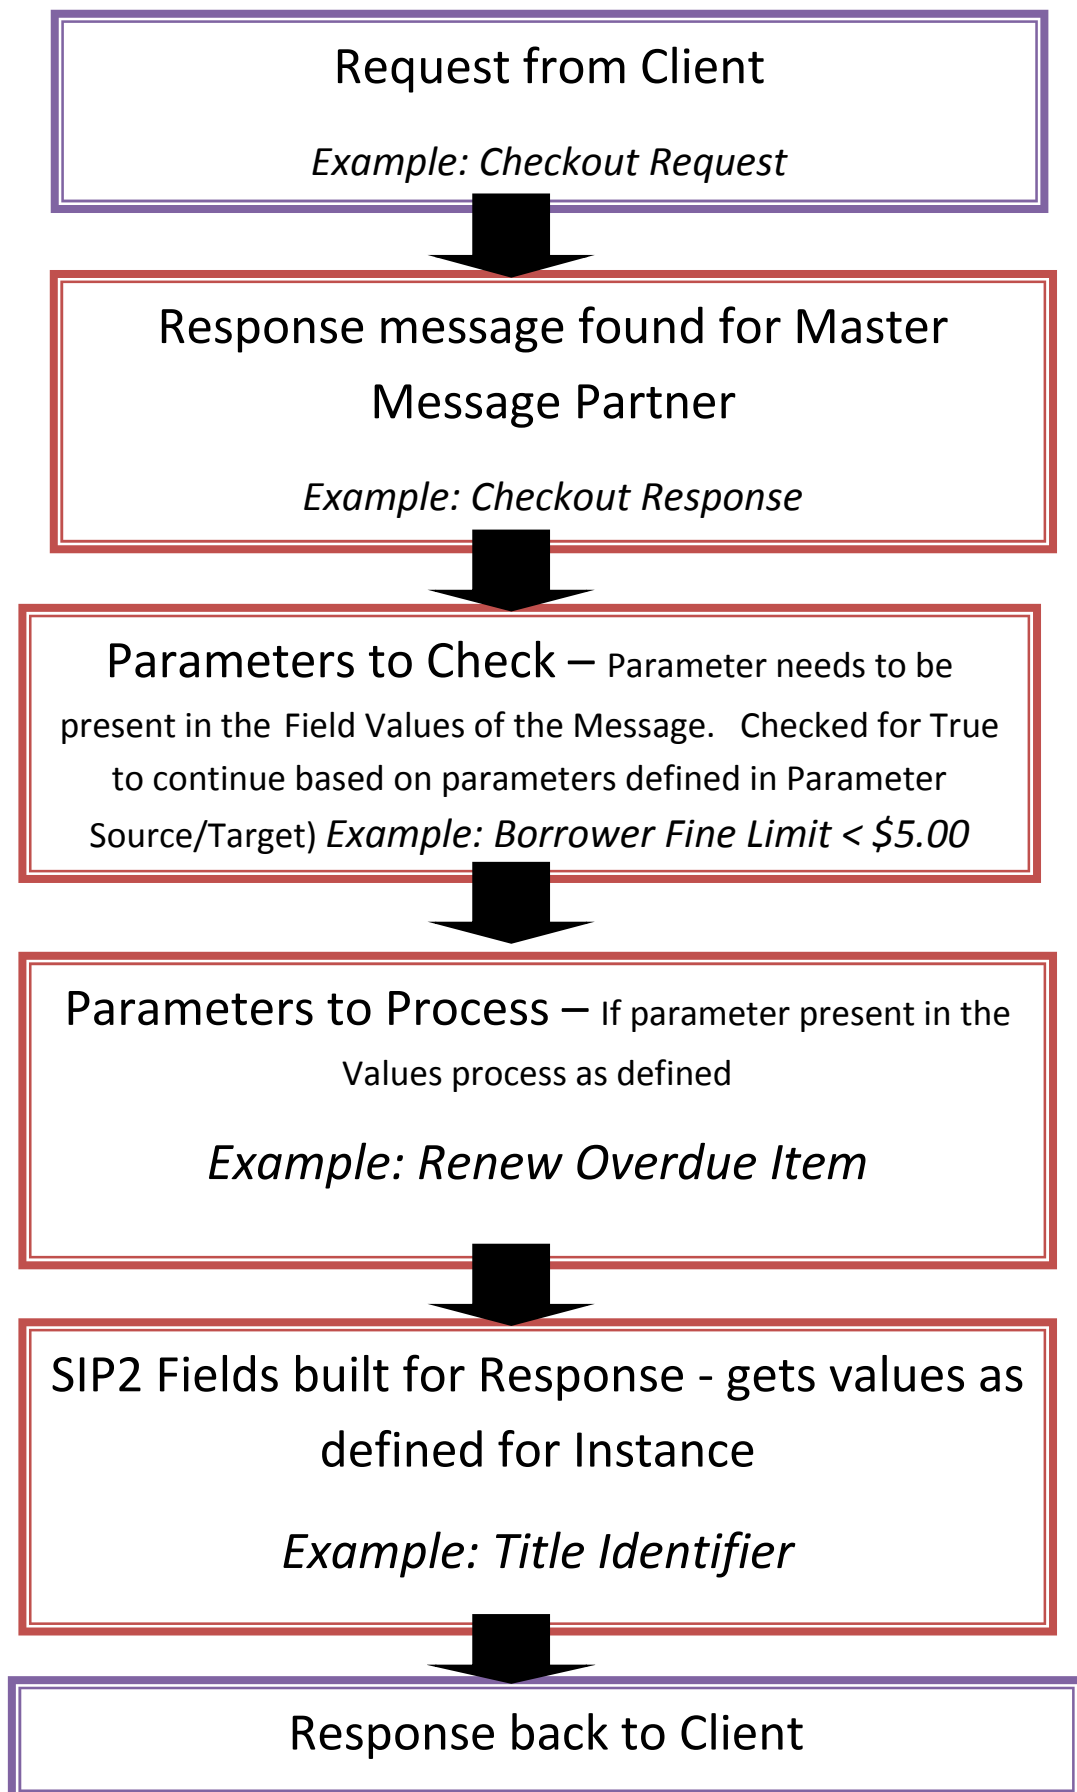 Request from Client
Example: Checkout Request
Response message found for Master
Message Partner
Example: Checkout Response
Parameters to Check – Parameter needs to be
present in the Field Values of the Message.   Checked for True
to continue based on parameters defined in Parameter
Source/Target) Example: Borrower Fine Limit < $5.00
Parameters to Process – If parameter present in the
Values process as defined
Example: Renew Overdue Item
SIP2 Fields built for Response - gets values as
defined for Instance
Example: Title Identifier
Response back to Client